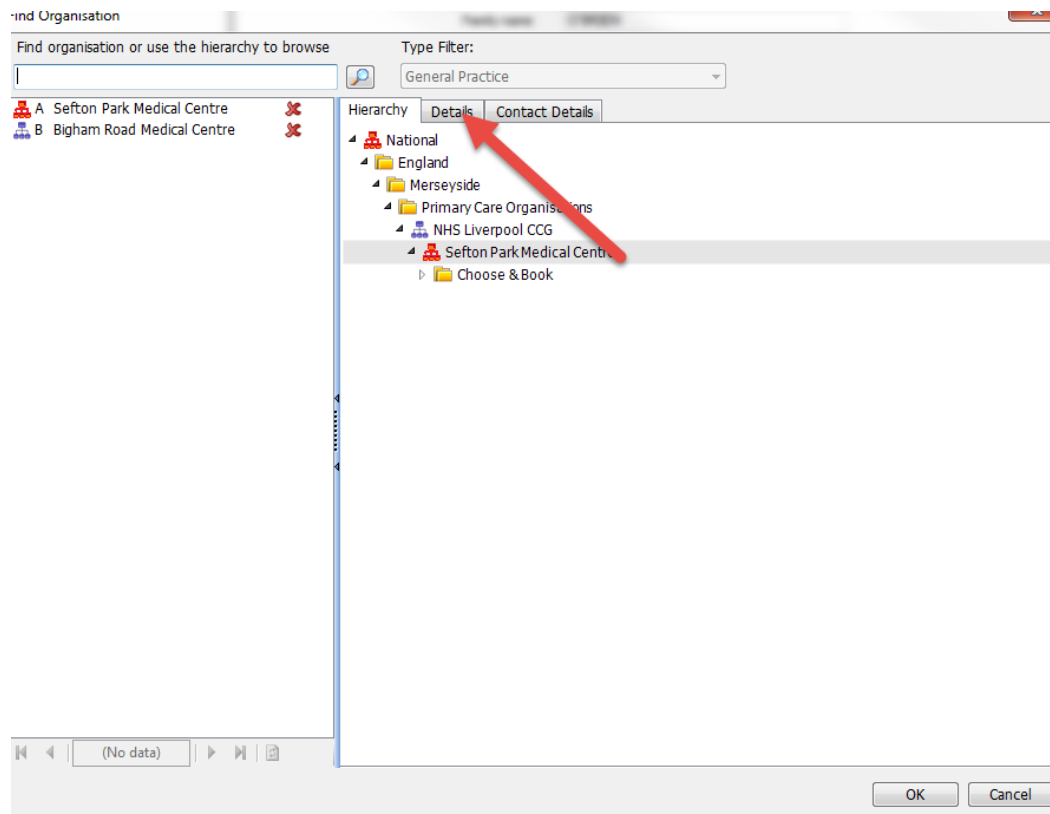 Find Organisation
Find organisation or use the hierarchy to browse
Type Filter:
General Practice
A Sefton Park Medical Centre
B Bigham Road Medical Centre
Hierarchy Details Contact Details
National
England
Merseyside
Primary Care Organisations
NHS Liverpool CCG
Sefton Park Medical Centre
Choose & Book
(No data)
OK Cancel